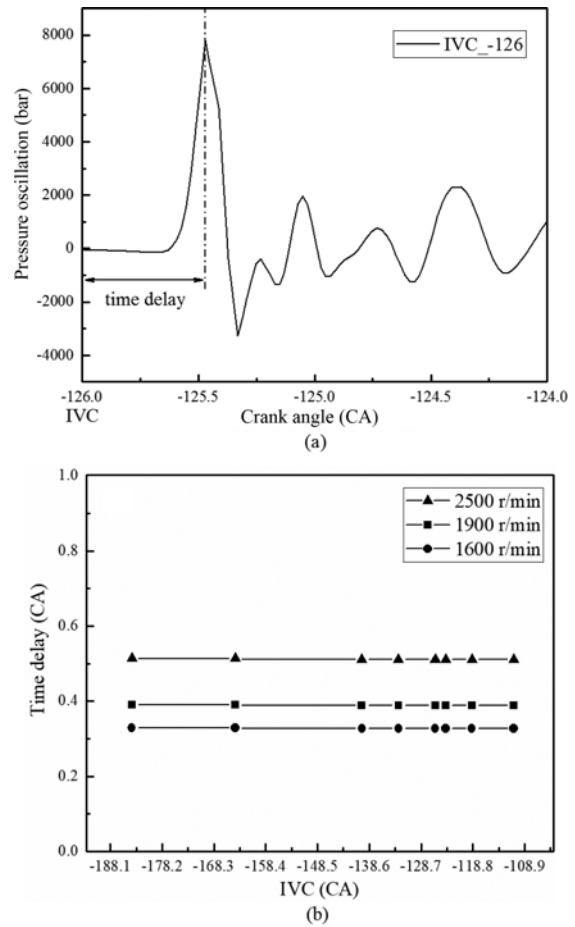 8000
6000
4000
2000
0
-2000
-4000
Pressure oscillation (bar)
IVC_-126
time delay
-126.0
-125.5
-125.0
-124.5
-124.0
IVC
Crank angle (CA)
(a)
1.0
0.8
0.6
0.4
0.2
0.0
Time delay (CA)
2500 r/min
1900 r/min
1600 r/min
-188.1
-178.2
-168.3
-158.4
-148.5
-138.6
-128.7
-118.8
-108.9
IVC (CA)
(b)